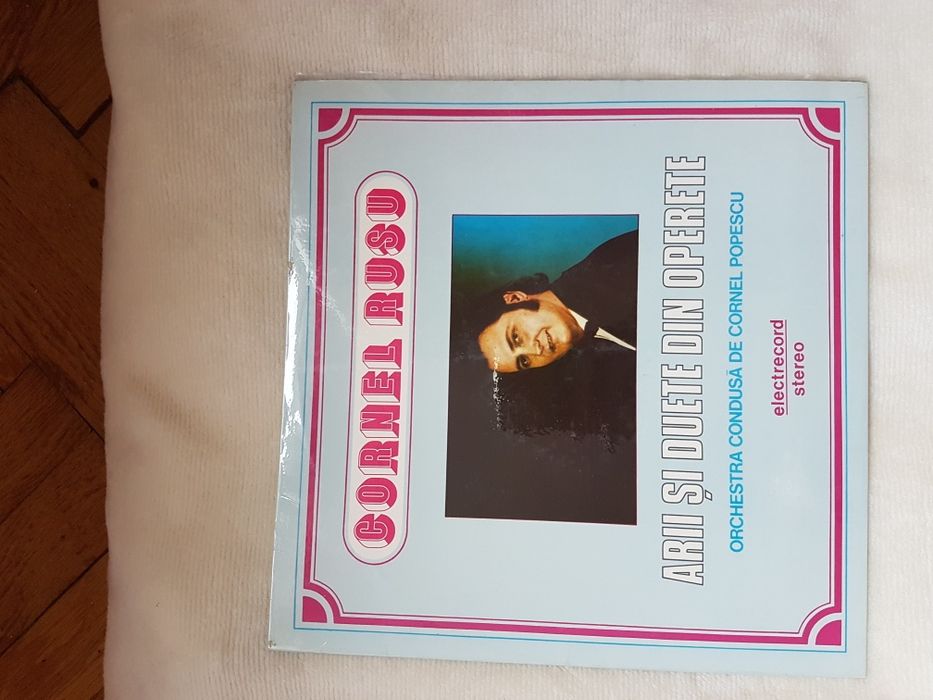 CORNEL RUSU
ARII ȘI DUETE DIN OPERETE
ORCHESTRA CONDUSĂ DE CORNEL POPESCU
electrecord
stereo